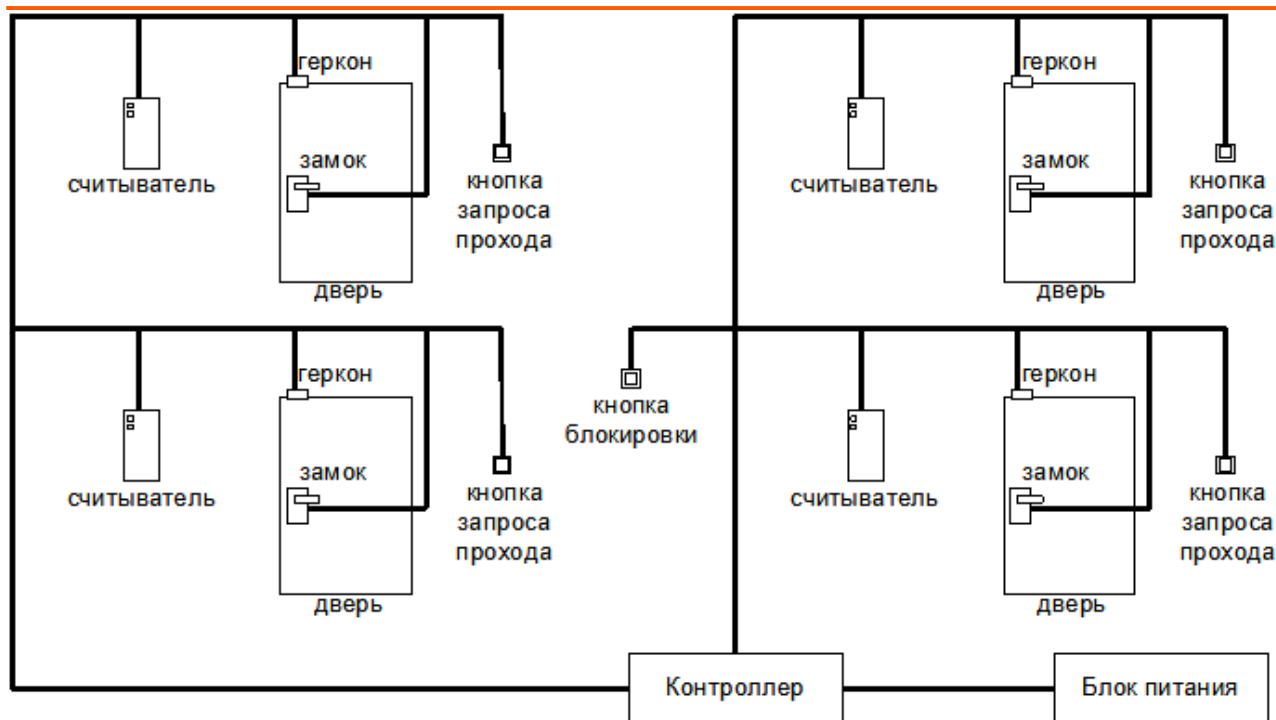 геркон
замок
считыватель
кнопка
запроса
прохода
дверь
геркон
замок
считыватель
кнопка
запроса
прохода
дверь
геркон
замок
считыватель
кнопка
запроса
прохода
дверь
кнопка
блокировки
геркон
замок
считыватель
кнопка
запроса
прохода
дверь
Контроллер
Блок питания